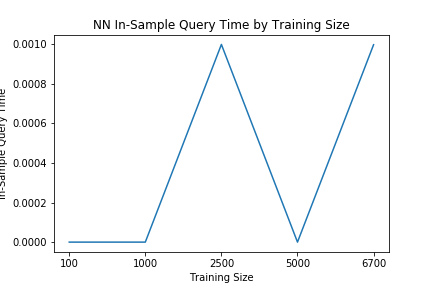 NN In-Sample Query Time by Training Size
In-Sample Query Time
0.0010
0.0008
0.0006
0.0004
0.0002
0.0000
100 1000 2500 5000 6700
Training Size